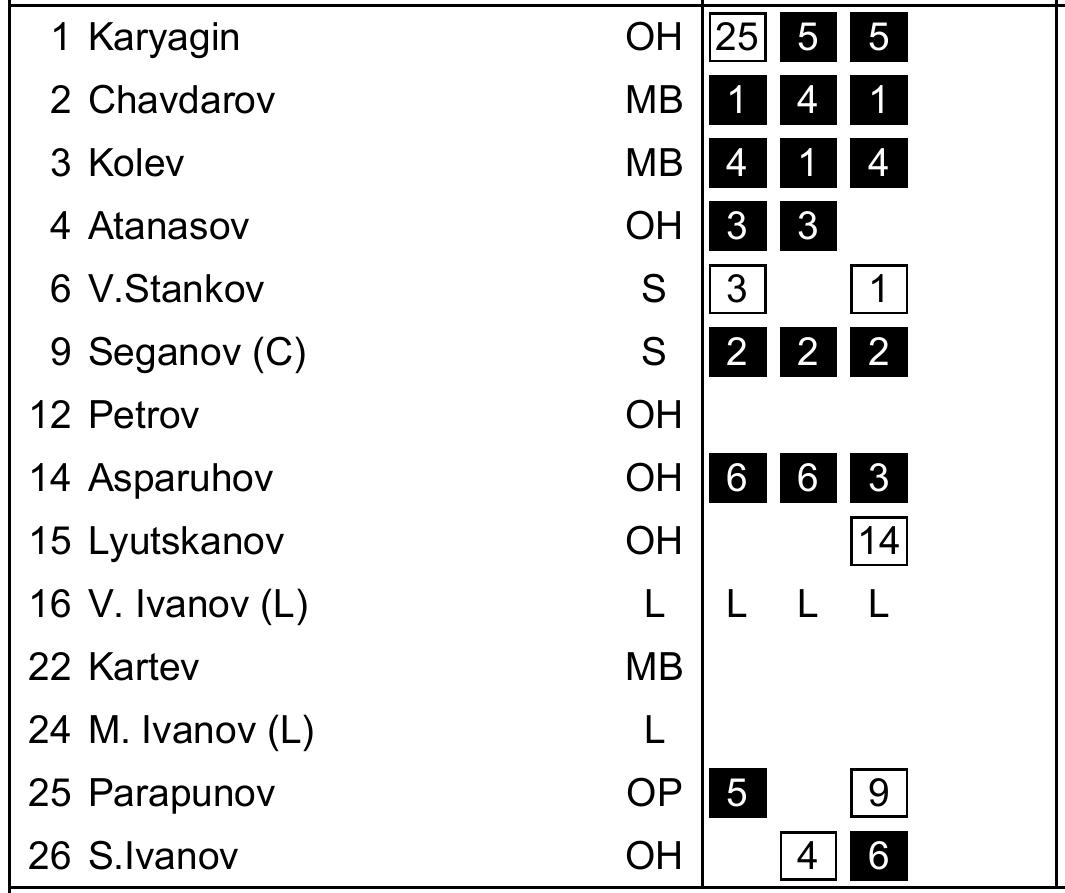 1 Karyagin OH 25 5 5
2 Chavdarov MB 1 4 1
3 Kolev MB 4 1 4
4 Atanasov OH 3 3
6 V.Stankov S 3 1
9 Seganov (C) S 2 2 2
12 Petrov OH
14 Asparuhov OH 6 6 3
15 Lyutskanov OH 14
16 V. Ivanov (L) L L L L
22 Kartev MB
24 M. Ivanov (L) L
25 Parapunov OP 5 9
26 S.Ivanov OH 4 6